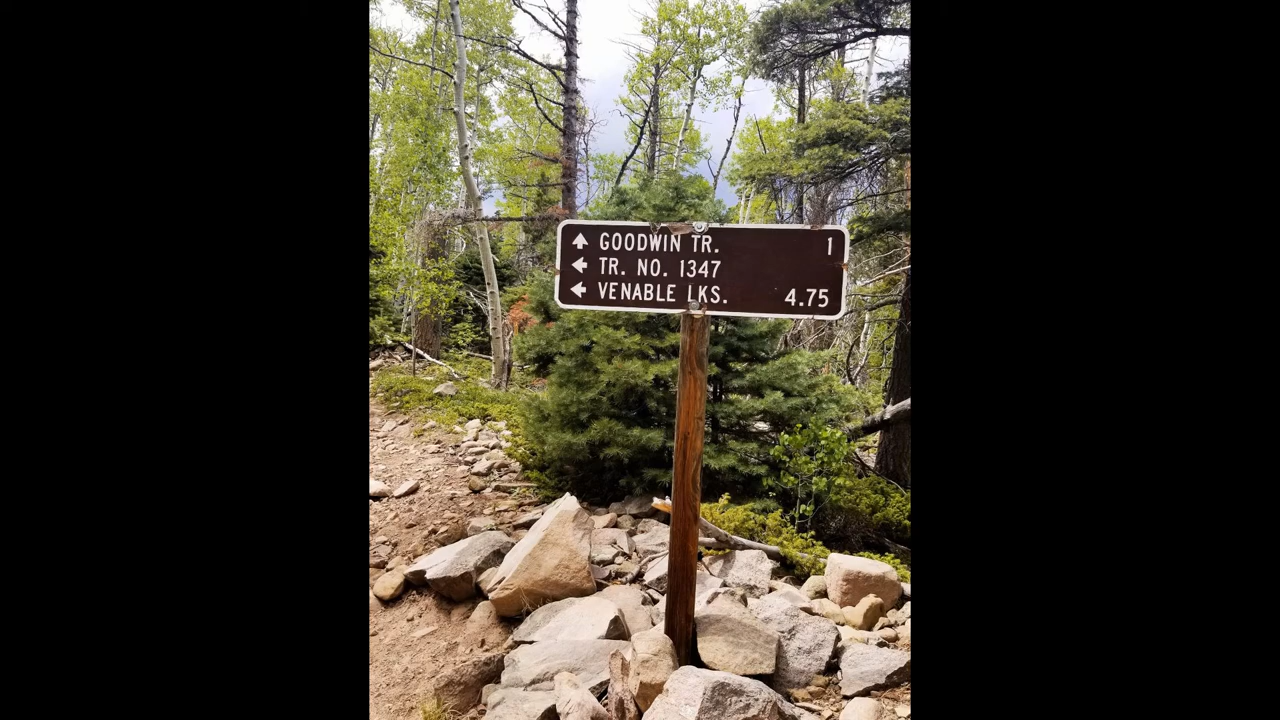 ↑ GOODWIN TR. 1
← TR. NO. 1347
← VENABLE LKS. 4.75